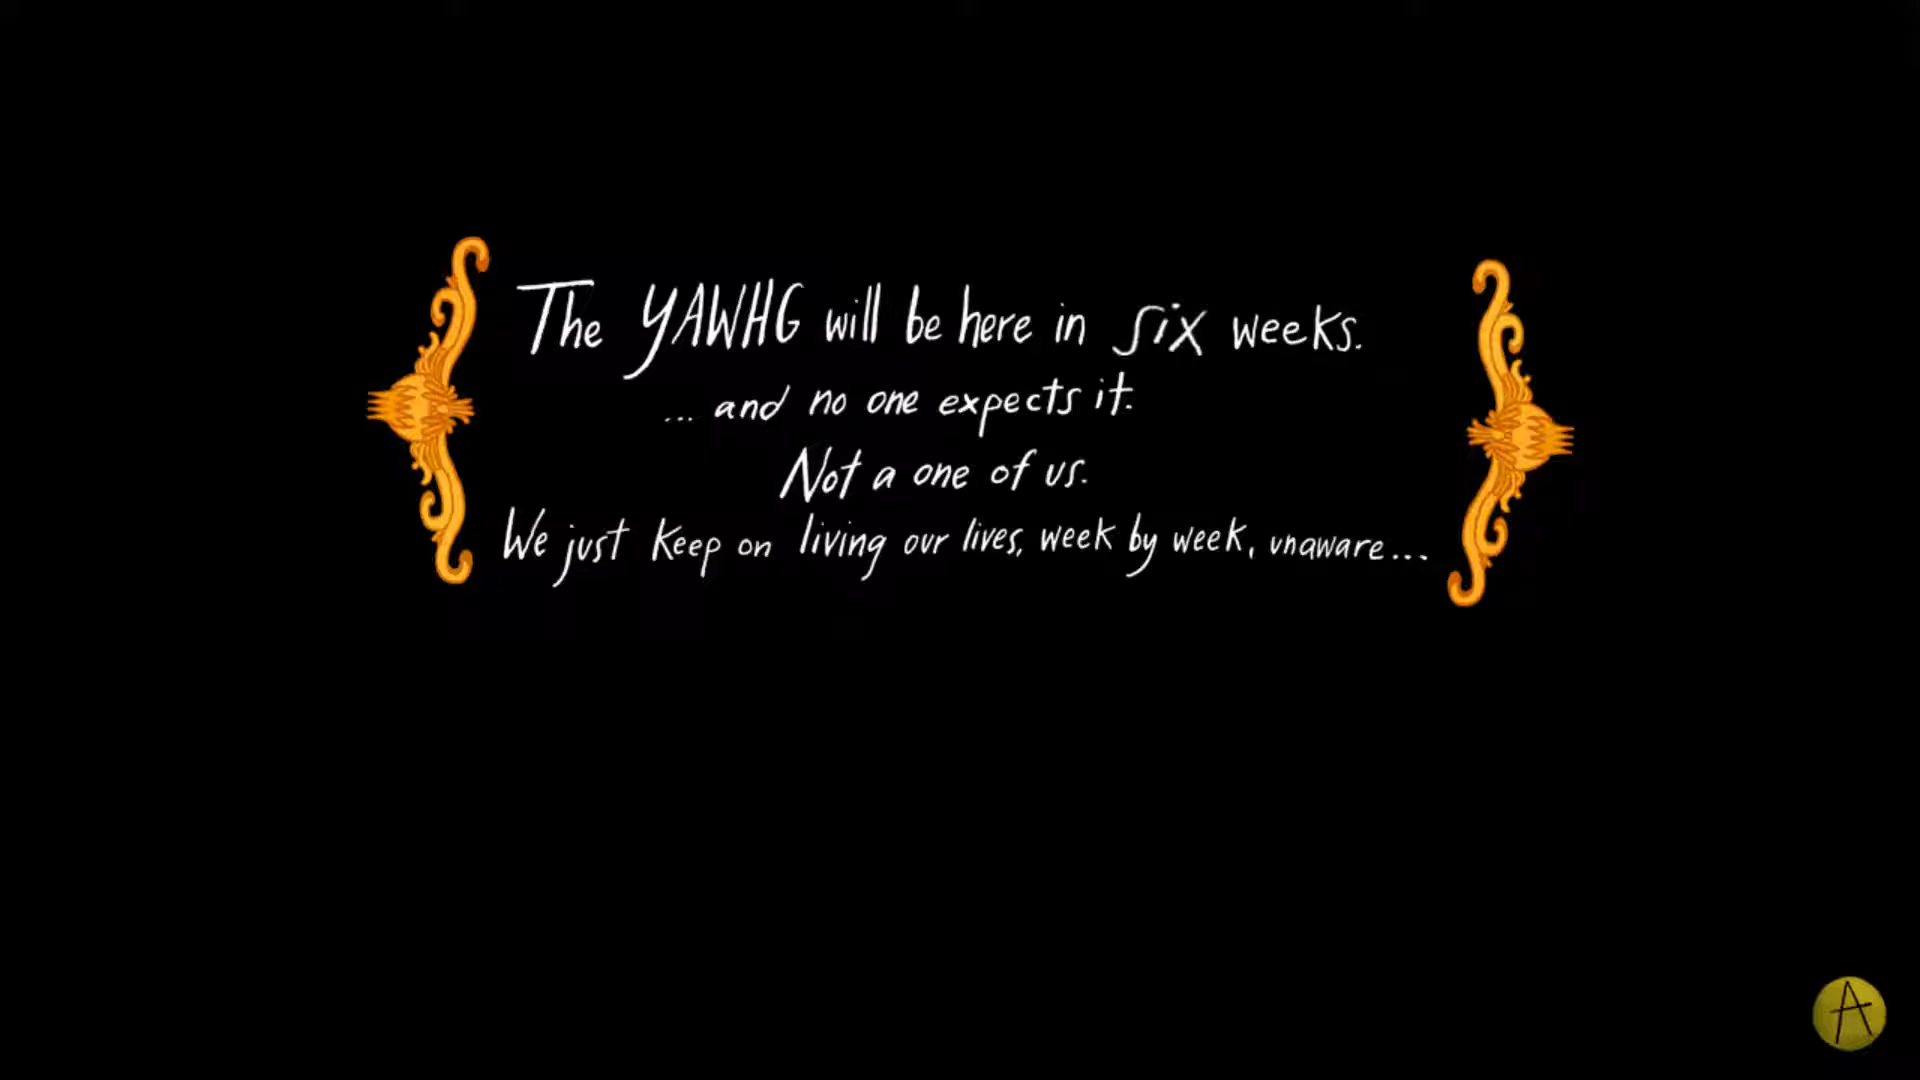 The YAWHG will be here in six weeks.
... and no one expects it.
Not a one of us.
We just keep on living our lives, week by week, unaware...
A